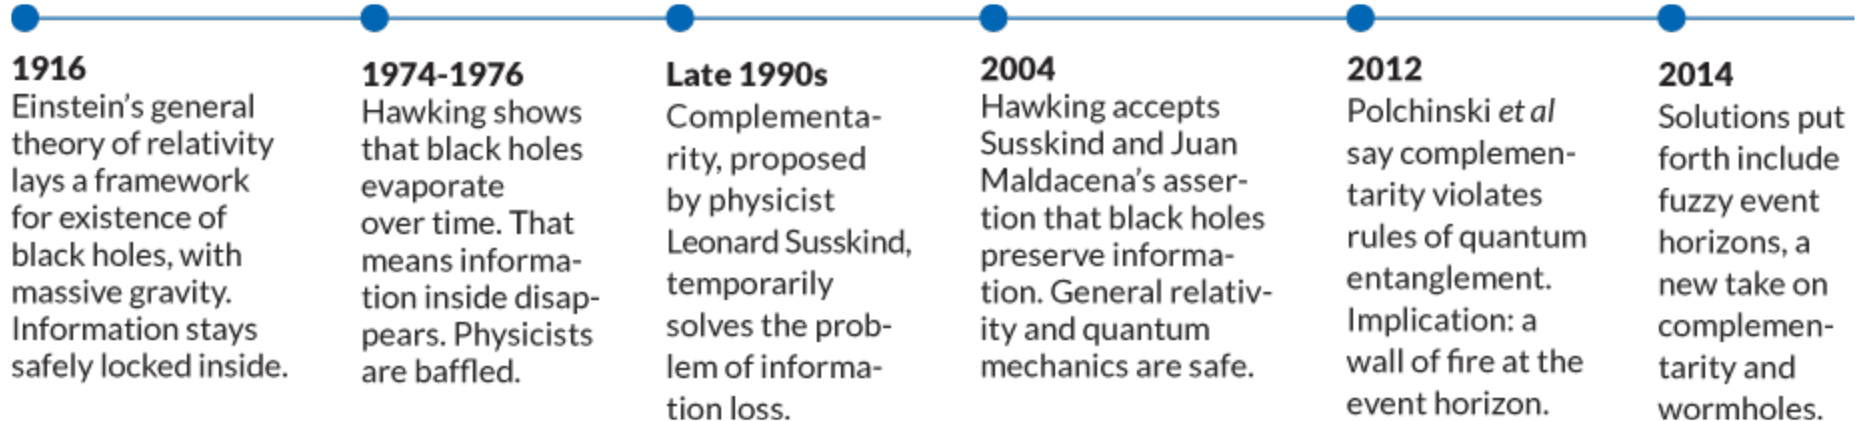 1916
Einstein's general
theory of relativity
lays a framework
for existence of
black holes, with
massive gravity.
Information stays
safely locked inside.
1974-1976
Hawking shows
that black holes
evaporate
over time. That
means informa-
tion inside disap-
pears. Physicists
are baffled.
Late 1990s
Complementa-
rity, proposed
by physicist
Leonard Susskind,
temporarily
solves the prob-
lem of informa-
tion loss.
2004
Hawking accepts
Susskind and Juan
Maldacena's asser-
tion that black holes
preserve informa-
tion. General relativ-
ity and quantum
mechanics are safe.
2012
Polchinski et al
say complemen-
tarity violates
rules of quantum
entanglement.
Implication: a
wall of fire at the
event horizon.
2014
Solutions put
forth include
fuzzy event
horizons, a
new take on
complemen-
tarity and
wormholes.